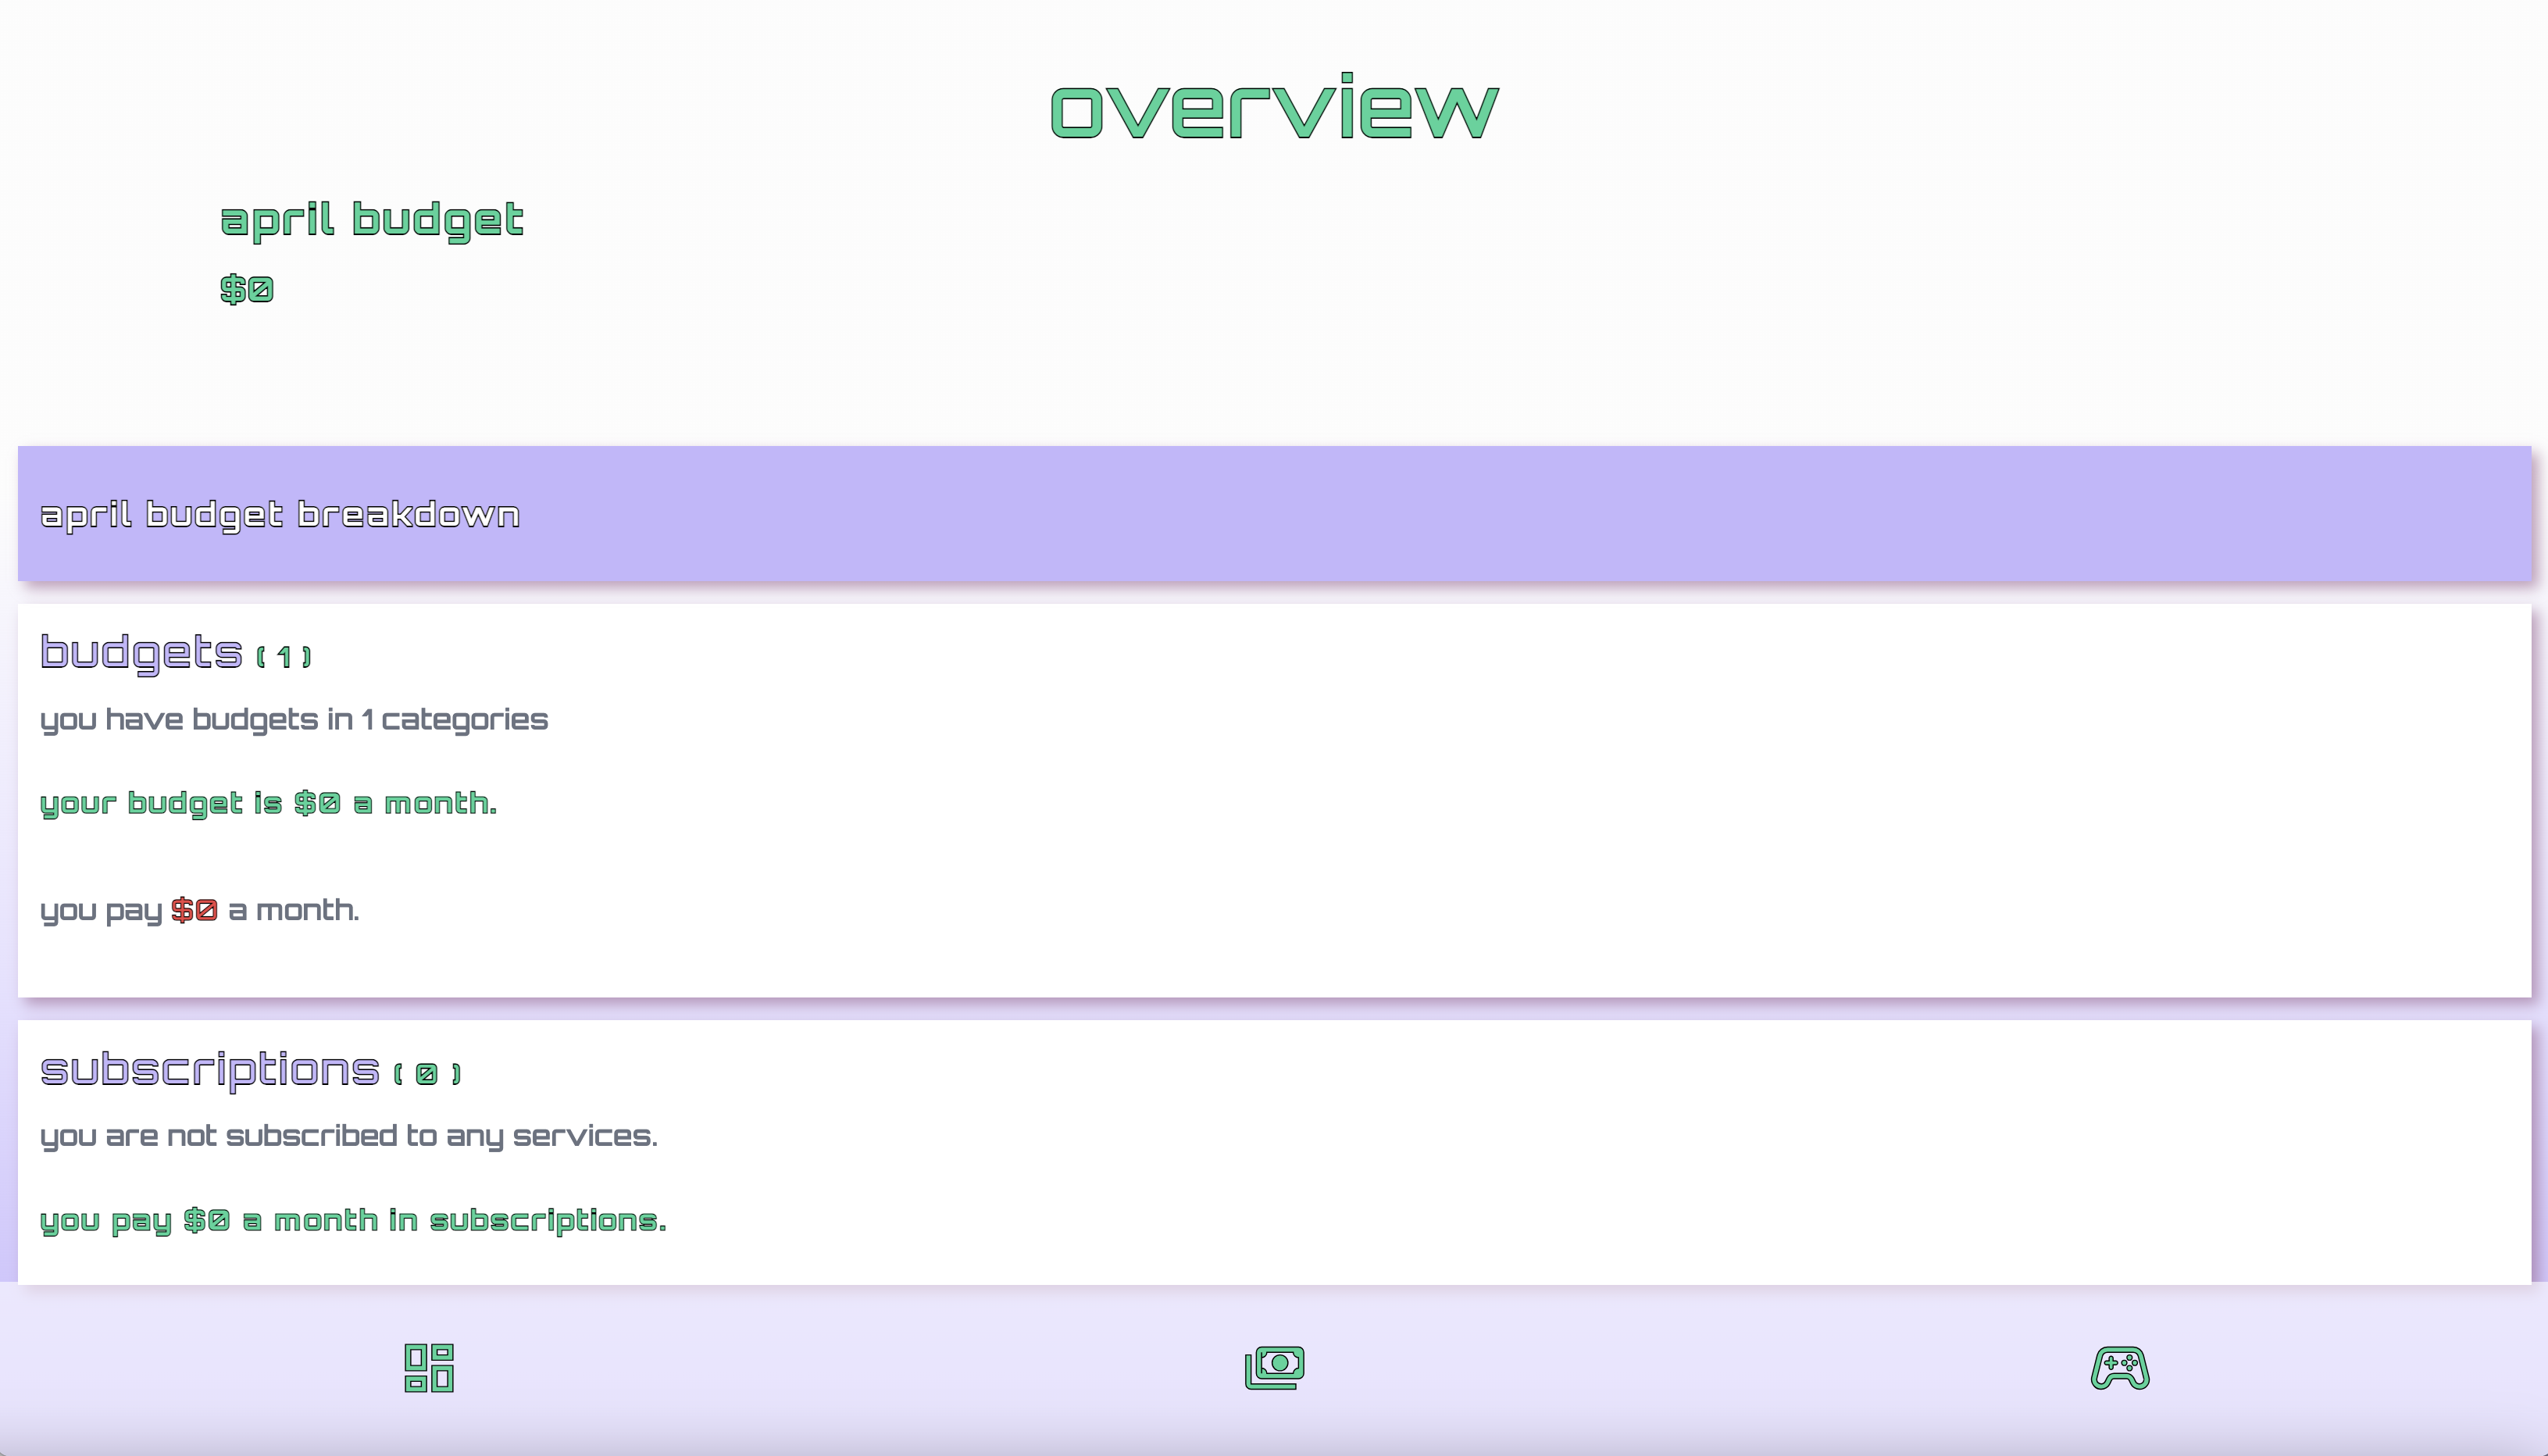 overview
april budget
$0
april budget breakdown
budgets ( 1 )
you have budgets in 1 categories
your budget is $0 a month.
you pay $0 a month.
subscriptions ( 0 )
you are not subscribed to any services.
you pay $0 a month in subscriptions.